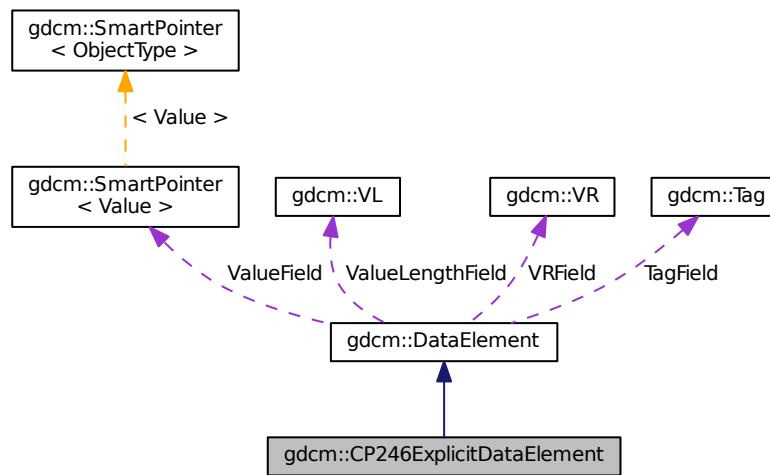 gdcm::SmartPointer
< ObjectType >
< Value >
gdcm::SmartPointer
< Value >
gdcm::VL
gdcm::VR
gdcm::Tag
ValueField
ValueLengthField
VRField
TagField
gdcm::DataElement
gdcm::CP246ExplicitDataElement